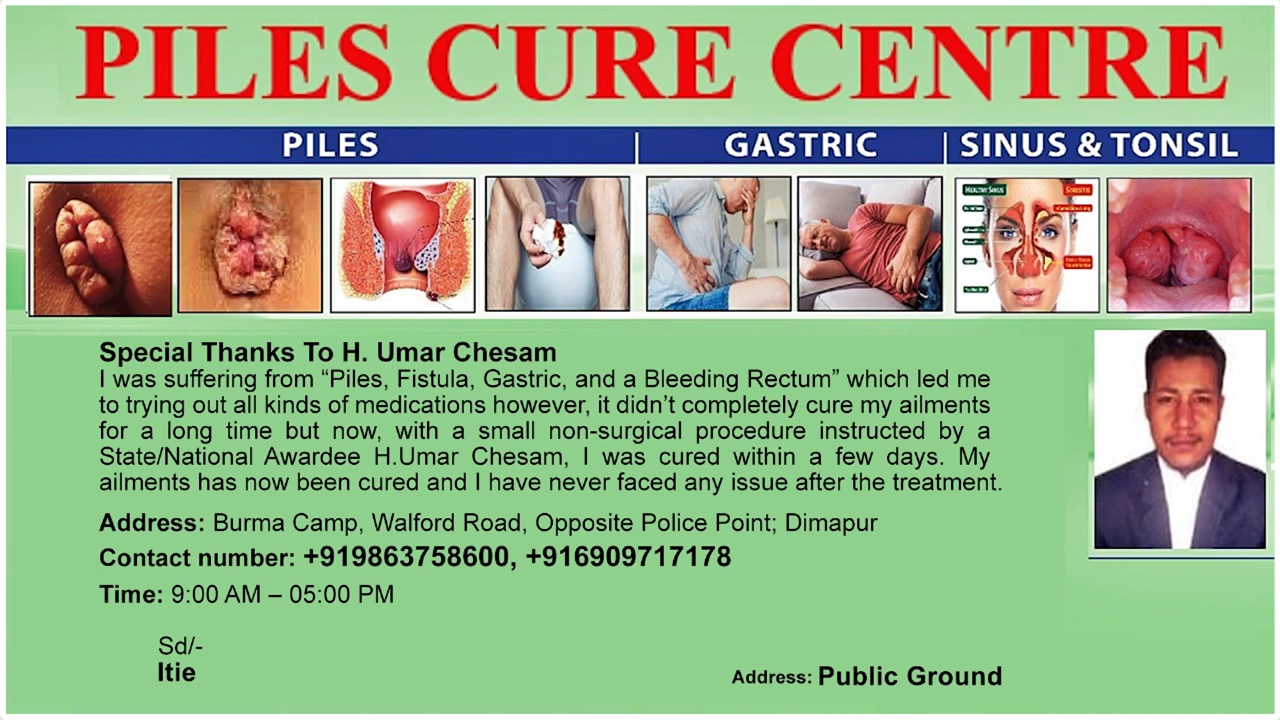 PILES CURE CENTRE
PILES | GASTRIC | SINUS & TONSIL
HEALTHY SINUS
SINUSITIS
Special Thanks To H. Umar Chesam
I was suffering from “Piles, Fistula, Gastric, and a Bleeding Rectum” which led me
to trying out all kinds of medications however, it didn’t completely cure my ailments
for a long time but now, with a small non-surgical procedure instructed by a
State/National Awardee H.Umar Chesam, I was cured within a few days. My
ailments has now been cured and I have never faced any issue after the treatment.
Address: Burma Camp, Walford Road, Opposite Police Point; Dimapur
Contact number: +919863758600, +916909717178
Time: 9:00 AM – 05:00 PM
Sd/-
Itie
Address: Public Ground